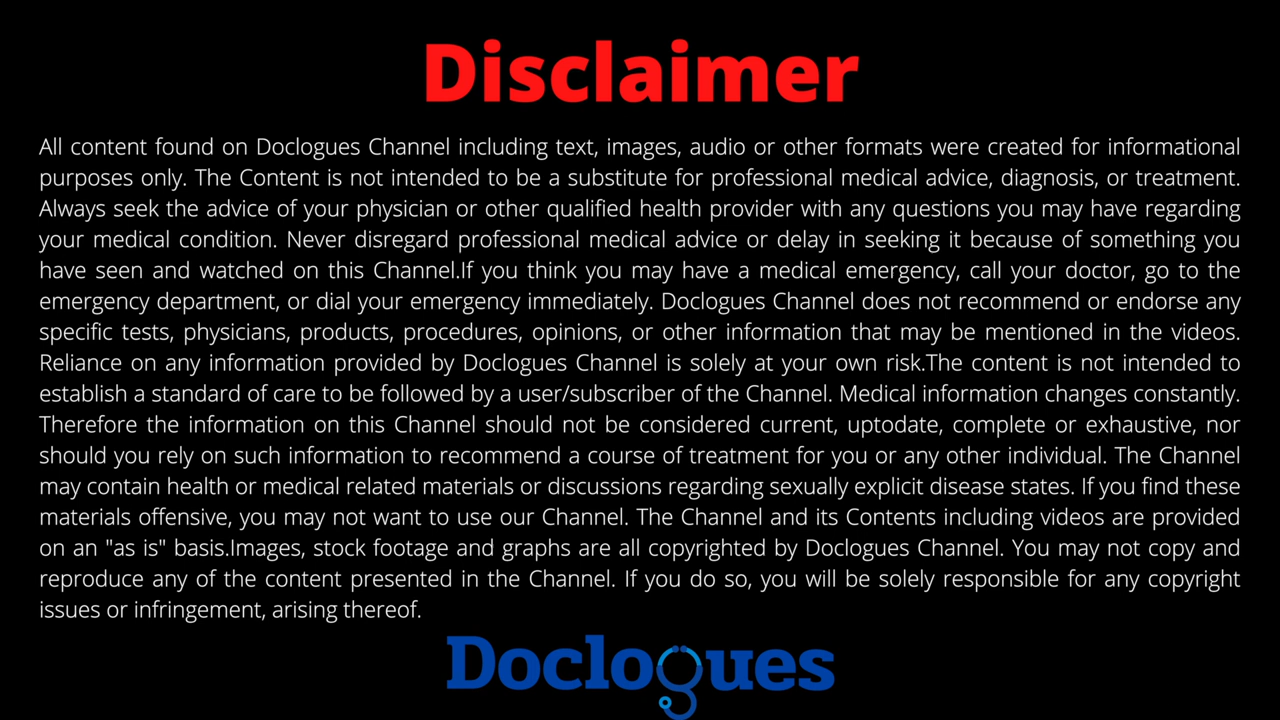 Disclaimer
All content found on Doclogues Channel including text, images, audio or other formats were created for informational
purposes only. The Content is not intended to be a substitute for professional medical advice, diagnosis, or treatment.
Always seek the advice of your physician or other qualified health provider with any questions you may have regarding
your medical condition. Never disregard professional medical advice or delay in seeking it because of something you
have seen and watched on this Channel.If you think you may have a medical emergency, call your doctor, go to the
emergency department, or dial your emergency immediately. Doclogues Channel does not recommend or endorse any
specific tests, physicians, products, procedures, opinions, or other information that may be mentioned in the videos.
Reliance on any information provided by Doclogues Channel is solely at your own risk.The content is not intended to
establish a standard of care to be followed by a user/subscriber of the Channel. Medical information changes constantly.
Therefore the information on this Channel should not be considered current, uptodate, complete or exhaustive, nor
should you rely on such information to recommend a course of treatment for you or any other individual. The Channel
may contain health or medical related materials or discussions regarding sexually explicit disease states. If you find these
materials offensive, you may not want to use our Channel. The Channel and its Contents including videos are provided
on an "as is" basis.Images, stock footage and graphs are all copyrighted by Doclogues Channel. You may not copy and
reproduce any of the content presented in the Channel. If you do so, you will be solely responsible for any copyright
issues or infringement, arising thereof.
Doclogues